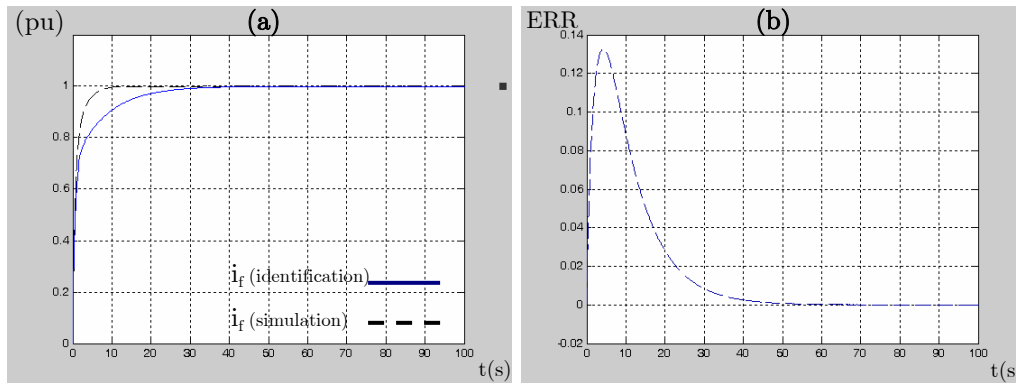 (pu)
(a)
1
0.8
0.6
0.4
0.2
0
0 10 20 30 40 50 60 70 80 90 100
i_f (identification)
i_f (simulation)
t(s)
ERR
(b)
0.14
0.12
0.1
0.08
0.06
0.04
0.02
0
-0.02
0 10 20 30 40 50 60 70 80 90 100
t(s